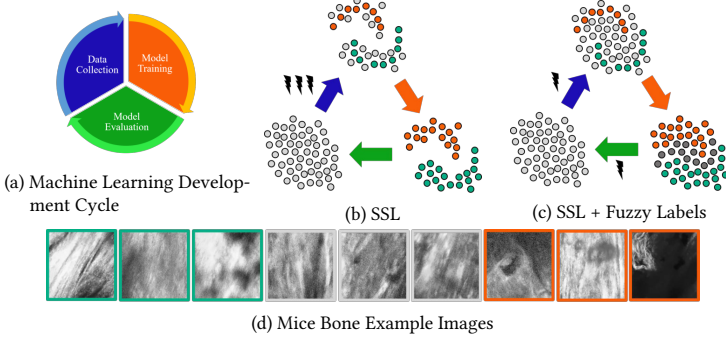 Data
Collection
Model
Training
Model
Evaluation
(a) Machine Learning Develop-
ment Cycle
(b) SSL
(c) SSL + Fuzzy Labels
(d) Mice Bone Example Images